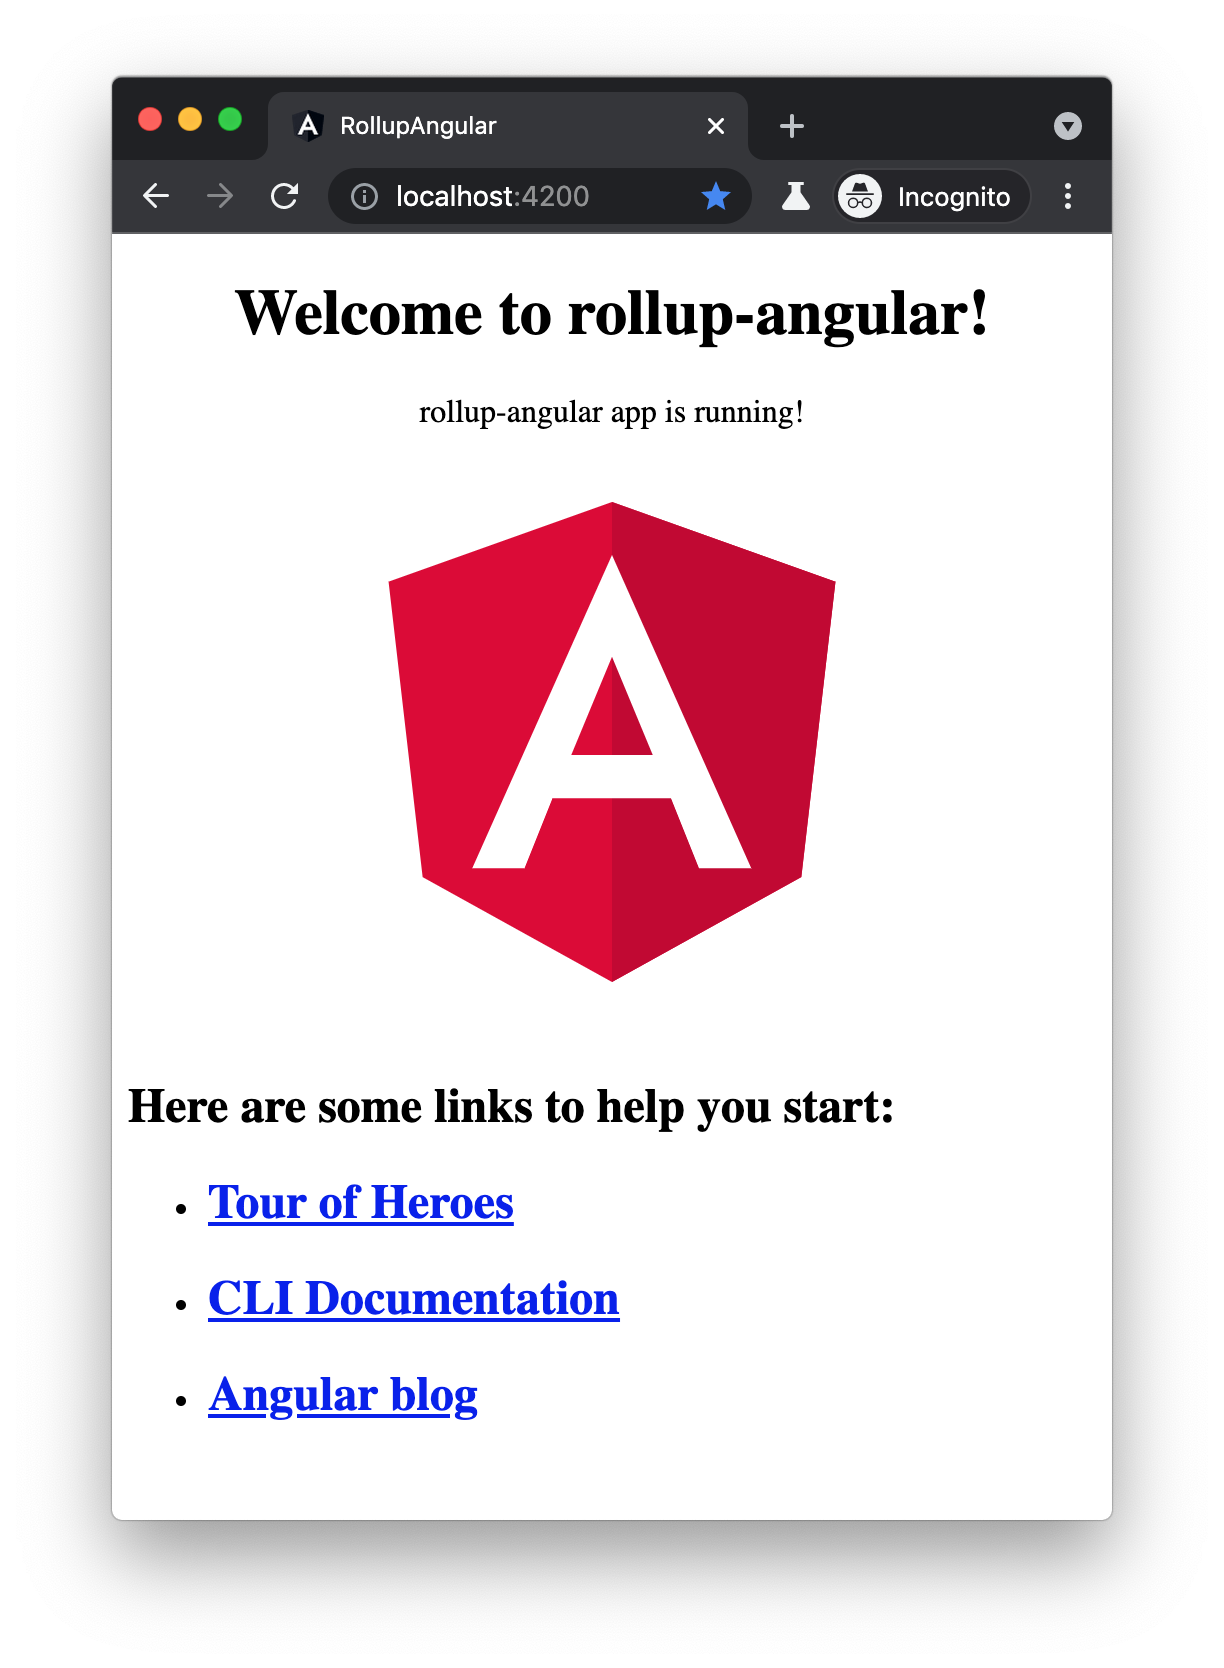 RollupAngular
localhost:4200
Incognito
Welcome to rollup-angular!
rollup-angular app is running!
A
Here are some links to help you start:
Tour of Heroes
CLI Documentation
Angular blog